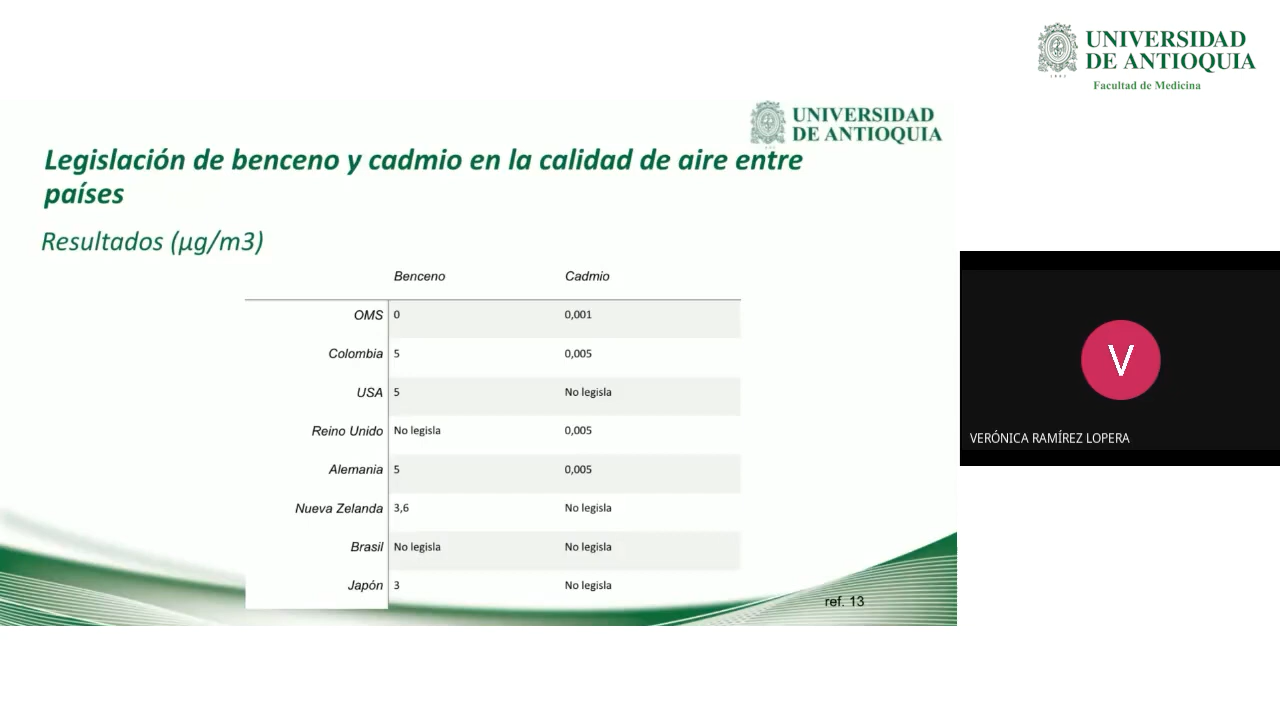 UNIVERSIDAD
DE ANTIOQUIA
Facultad de Medicina
UNIVERSIDAD
DE ANTIOQUIA
Legislación de benceno y cadmio en la calidad de aire entre
países
Resultados (µg/m3)
Benceno Cadmio
OMS 0 0,001
Colombia 5 0,005
USA 5 No legisla
Reino Unido No legisla 0,005
Alemania 5 0,005
Nueva Zelanda 3,6 No legisla
Brasil No legisla No legisla
Japón 3 No legisla
ref. 13
V
VERÓNICA RAMÍREZ LOPERA